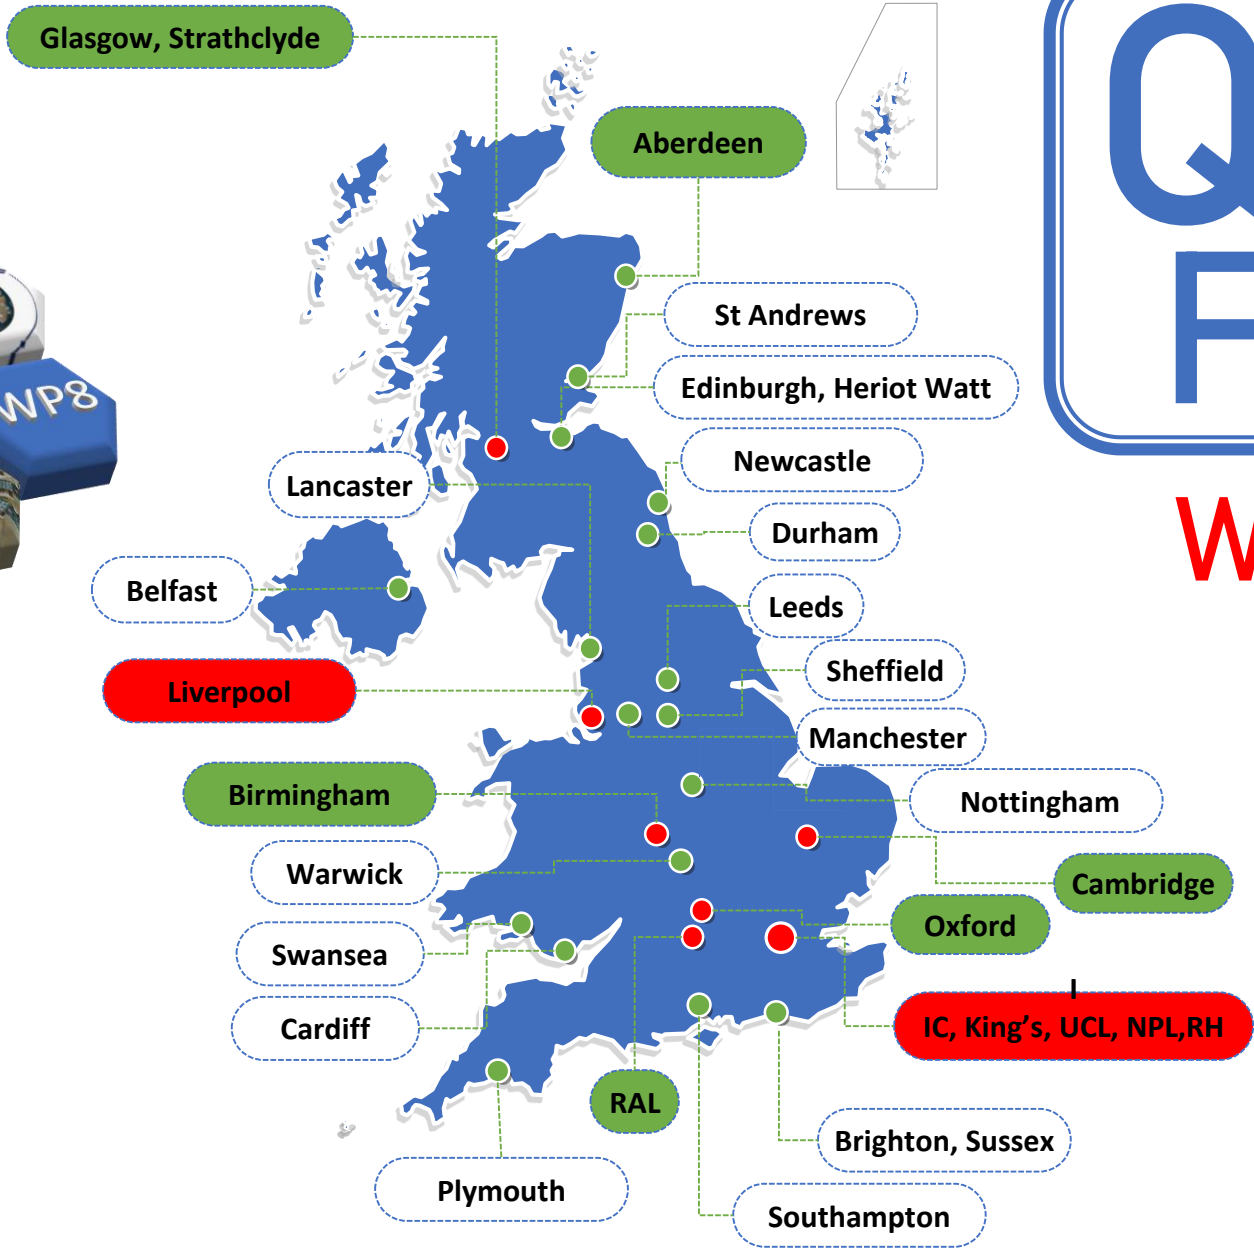 Glasgow, Strathclyde
Aberdeen
St Andrews
Edinburgh, Heriot Watt
WP8
Newcastle
Lancaster
Durham
Belfast
Leeds
Sheffield
Liverpool
Manchester
Birmingham
Nottingham
Warwick
Cambridge
Oxford
Swansea
Cardiff
IC, King's, UCL, NPL,RH
RAL
Brighton, Sussex
Plymouth
Southampton
Q
F
W